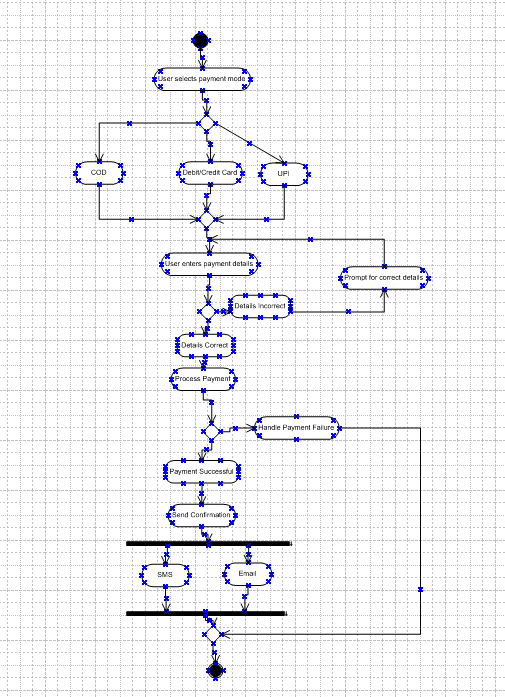 User selects payment mode
COD
Debit/Credit Card
UPI
User enters payment details
Prompt for correct details
Details Incorrect
Details Correct
Process Payment
Handle Payment Failure
Payment Successful
Send Confirmation
SMS
Email